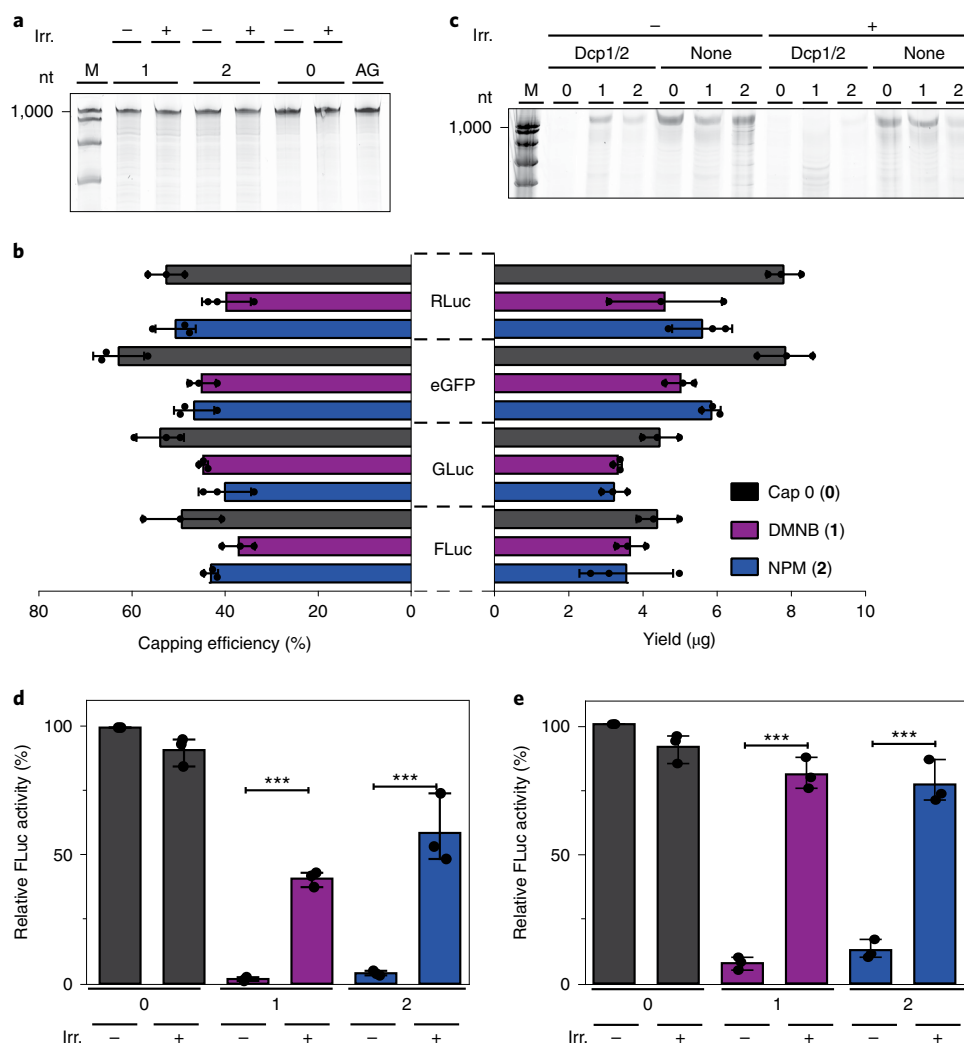 a
Irr. – + – + – +
nt M 1 2 0 AG
1,000
c
Irr. – +
Dcp1/2 None Dcp1/2 None
nt M 0 1 2 0 1 2 0 1 2 0 1 2
1,000
b
RLuc
eGFP
GLuc
FLuc
Cap 0 (0)
DMNB (1)
NPM (2)
80 60 40 20 0
Capping efficiency (%)
0 2 4 6 8 10
Yield (μg)
d
Relative FLuc activity (%)
100
50
0
***
***
0 1 2
Irr. – + – + – +
e
Relative FLuc activity (%)
100
50
0
***
***
0 1 2
Irr. – + – + – +